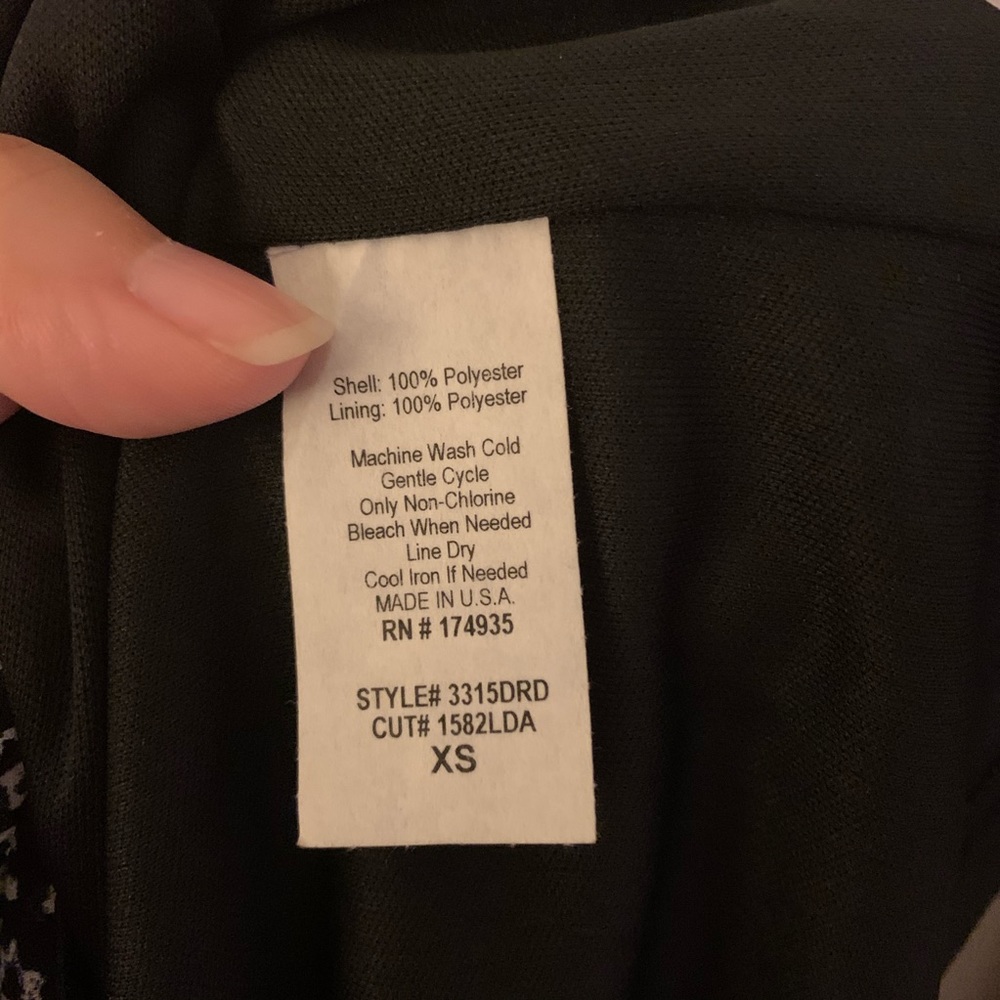 Shell: 100% Polyester
Lining: 100% Polyester
Machine Wash Cold
Gentle Cycle
Only Non-Chlorine
Bleach When Needed
Line Dry
Cool Iron If Needed
MADE IN U.S.A.
RN # 174935
STYLE# 3315DRD
CUT# 1582LDA
XS